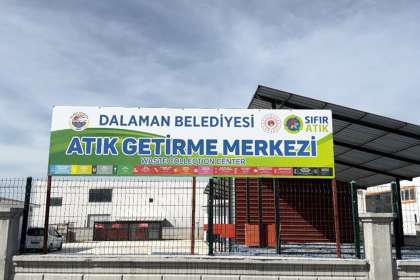 DALAMAN BELEDİYESİ
SIFIR
ATIK
ATIK GETİRME MERKEZİ
WASTE COLLECTION CENTER